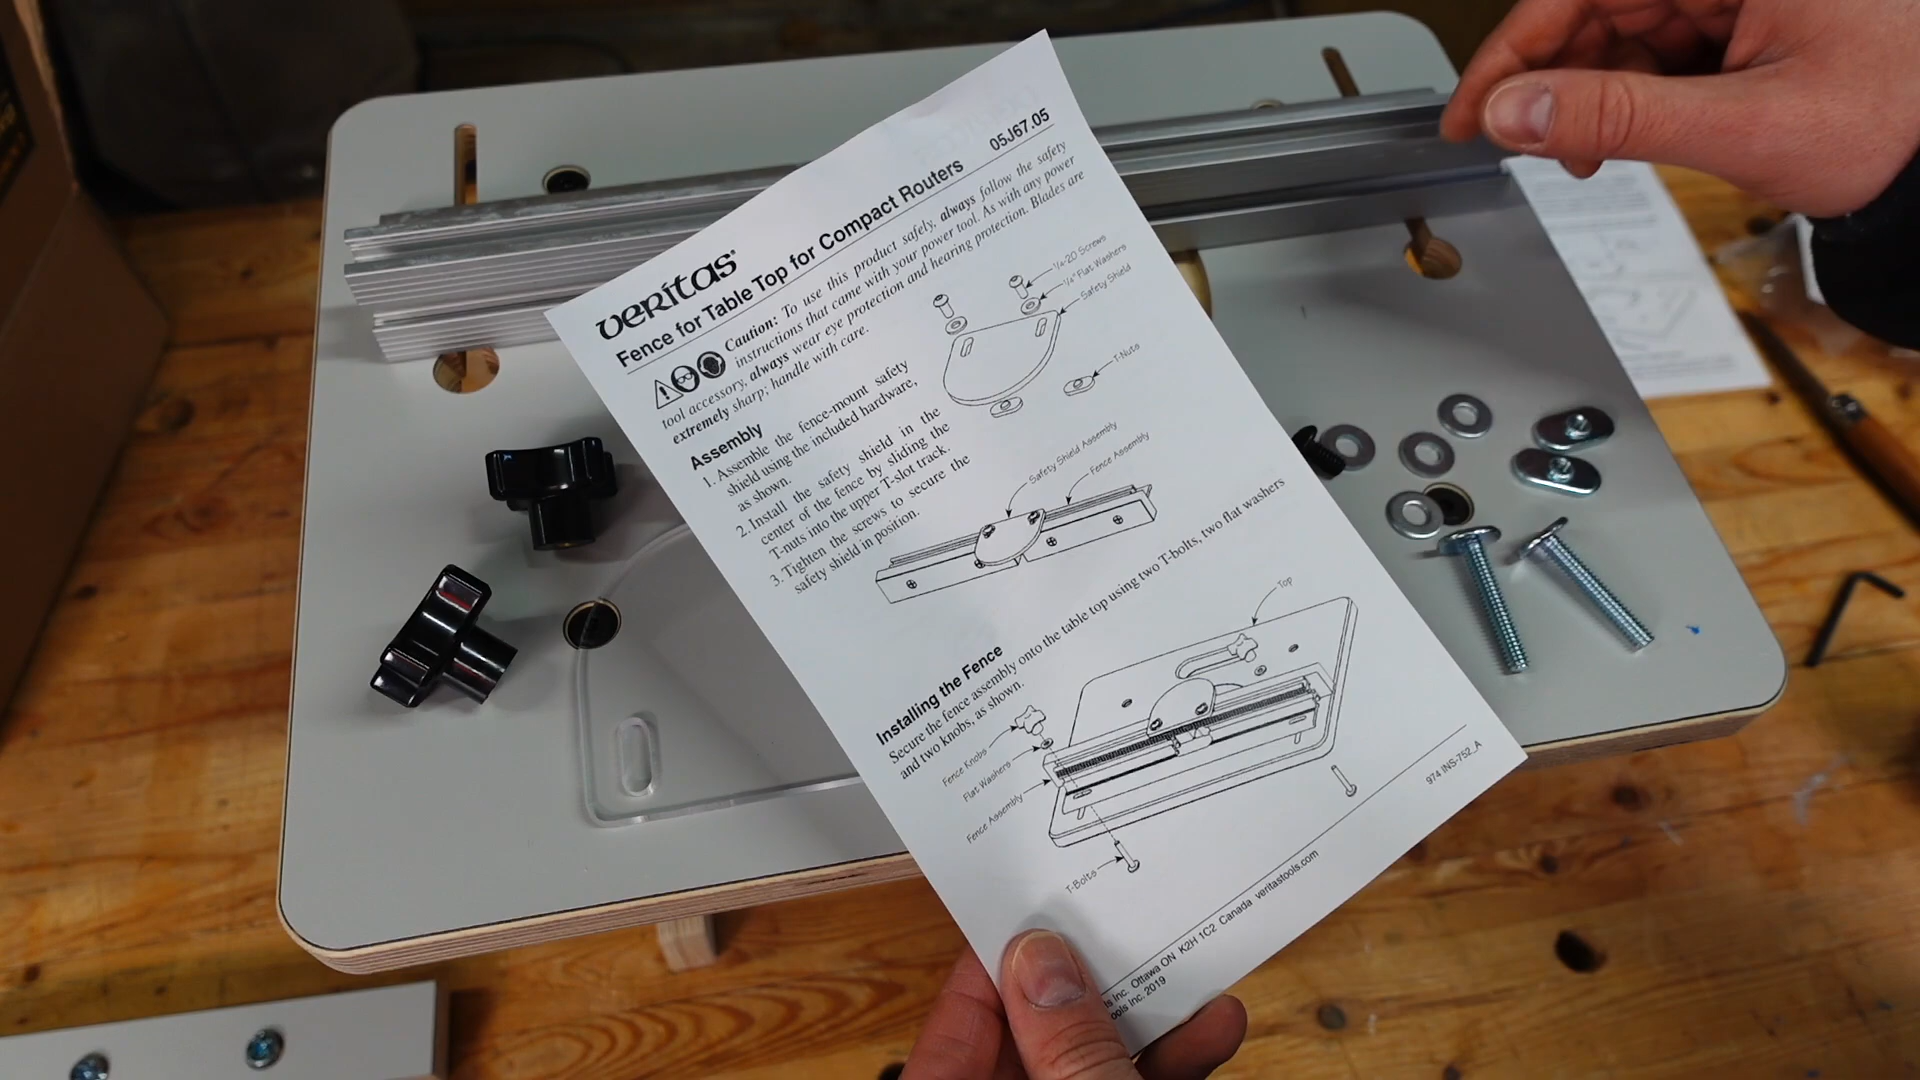 veritas®
Fence for Table Top for Compact Routers 05J67.05
Caution: To use this product safely, always follow the safety
instructions that came with your power tool. As with any power
tool accessory, always wear eye protection and hearing protection. Blades are
extremely sharp; handle with care.
Assembly
1. Assemble the fence-mount safety
shield using the included hardware,
as shown.
2. Install the safety shield in the
center of the fence by sliding the
T-nuts into the upper T-slot track.
3. Tighten the screws to secure the
safety shield in position.
¼-20 Screws
¼" Flat Washers
Safety Shield
T-Nuts
Safety Shield Assembly
Fence Assembly
Installing the Fence
Secure the fence assembly onto the table top using two T-bolts, two flat washers
and two knobs, as shown.
Top
Fence Knobs
Flat Washers
Fence Assembly
T-Bolts
974 INS-752_A
Inc. Ottawa ON K2H 1C2 Canada veritastools.com
Inc. 2019